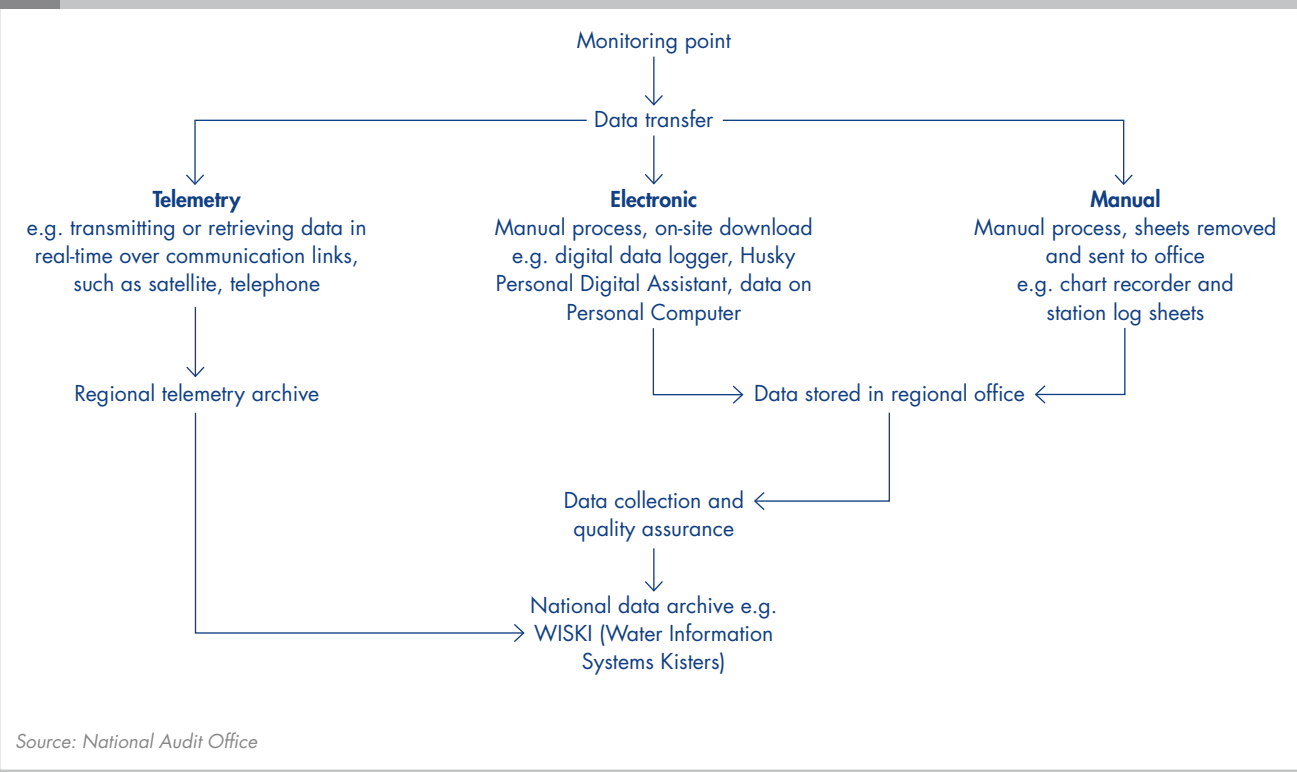 Monitoring point
Data transfer
Telemetry
e.g. transmitting or retrieving data in
real-time over communication links,
such as satellite, telephone
Electronic
Manual process, on-site download
e.g. digital data logger, Husky
Personal Digital Assistant, data on
Personal Computer
Manual
Manual process, sheets removed
and sent to office
e.g. chart recorder and
station log sheets
Regional telemetry archive
Data stored in regional office
Data collection and
quality assurance
National data archive e.g.
WISKI (Water Information
Systems Kisters)
Source: National Audit Office